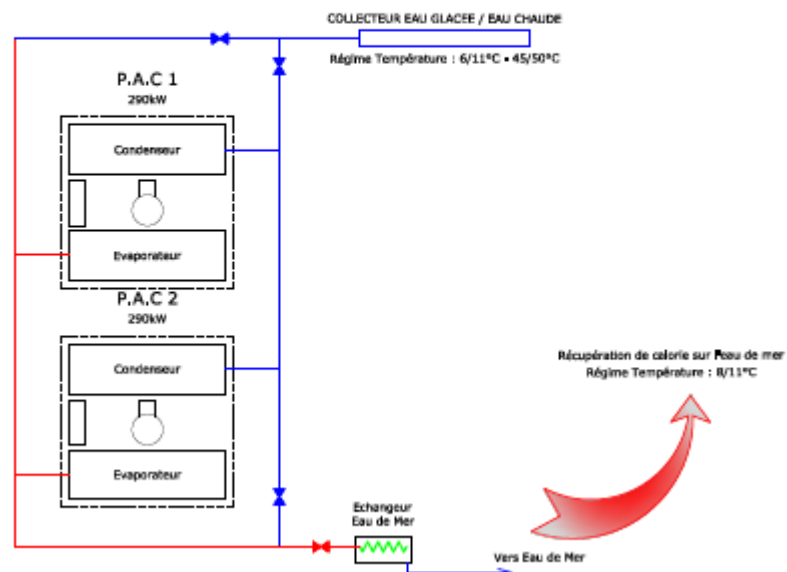 COLLECTEUR EAU GLACEE / EAU CHAUDE
Régime Température : 6/11°C • 45/50°C
P.A.C 1
290kW
Condenseur
Evaporateur
P.A.C 2
290kW
Condenseur
Evaporateur
Récupération de calorie sur l'eau de mer
Régime Température : 8/11°C
Echangeur
Eau de Mer
Vers Eau de Mer